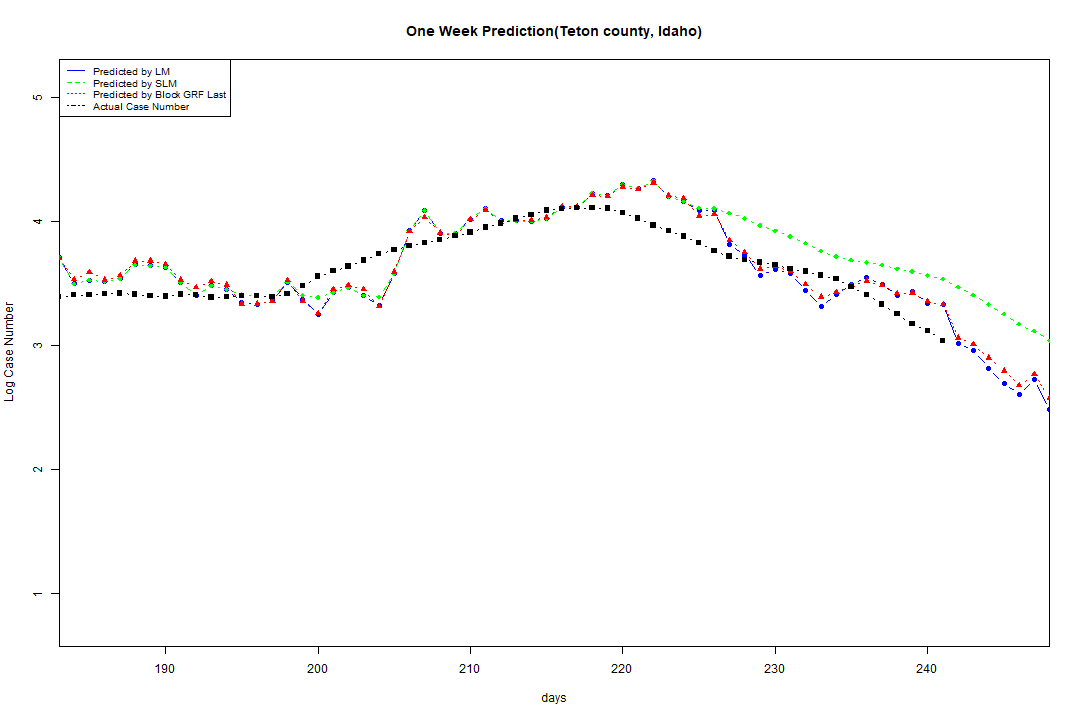 One Week Prediction(Teton county, Idaho)
Predicted by LM
Predicted by SLM
Predicted by Block GRF Last
Actual Case Number
5
4
3
2
1
Log Case Number
190
200
210
220
230
240
days